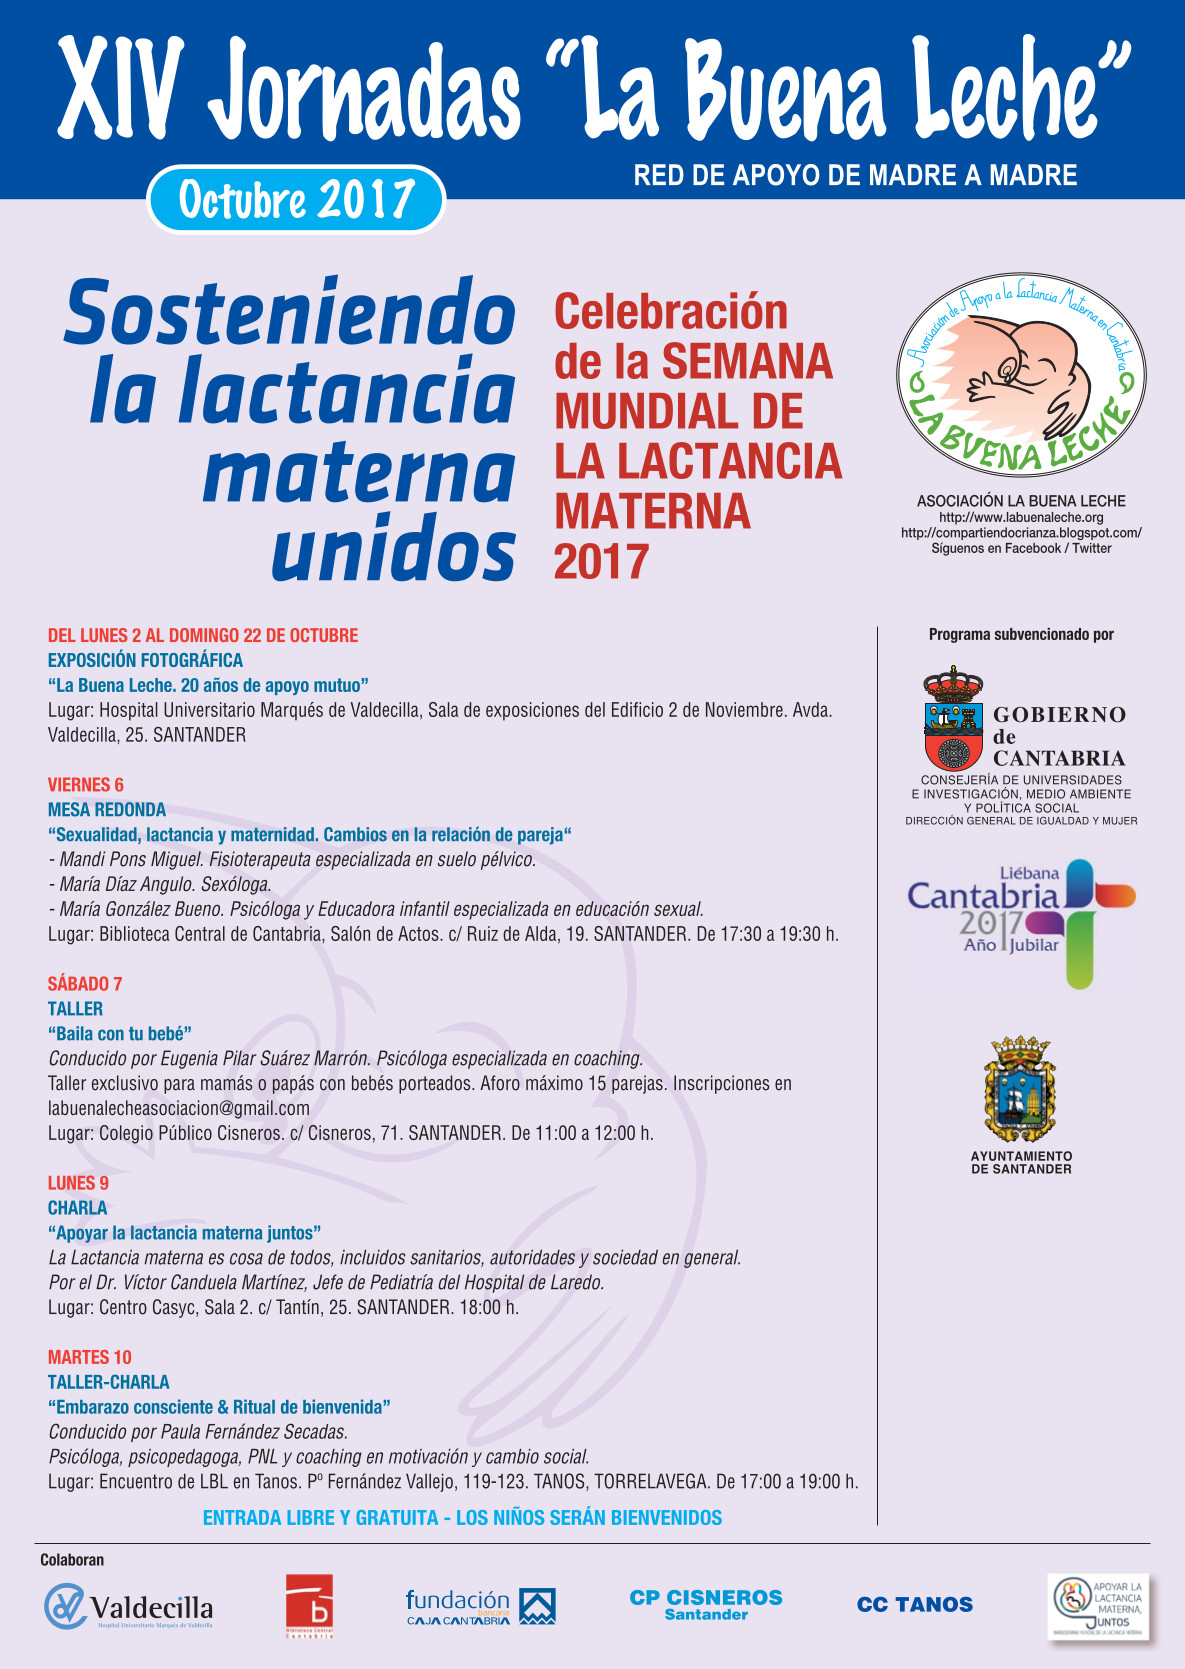 XIV Jornadas “La Buena Leche”
RED DE APOYO DE MADRE A MADRE
Octubre 2017
Sosteniendo
la lactancia
materna
unidos
Celebración
de la SEMANA
MUNDIAL DE
LA LACTANCIA
MATERNA
2017
Asociación de Apoyo a la Lactancia Materna en Cantabria
LA BUENA LECHE
ASOCIACIÓN LA BUENA LECHE
http://www.labuenaleche.org
http://compartiendocrianza.blogspot.com/
Síguenos en Facebook / Twitter
DEL LUNES 2 AL DOMINGO 22 DE OCTUBRE
EXPOSICIÓN FOTOGRÁFICA
“La Buena Leche. 20 años de apoyo mutuo”
Lugar: Hospital Universitario Marqués de Valdecilla, Sala de exposiciones del Edificio 2 de Noviembre. Avda.
Valdecilla, 25. SANTANDER
VIERNES 6
MESA REDONDA
“Sexualidad, lactancia y maternidad. Cambios en la relación de pareja“
- Mandi Pons Miguel. Fisioterapeuta especializada en suelo pélvico.
- María Díaz Angulo. Sexóloga.
- María González Bueno. Psicóloga y Educadora infantil especializada en educación sexual.
Lugar: Biblioteca Central de Cantabria, Salón de Actos. c/ Ruiz de Alda, 19. SANTANDER. De 17:30 a 19:30 h.
SÁBADO 7
TALLER
“Baila con tu bebé”
Conducido por Eugenia Pilar Suárez Marrón. Psicóloga especializada en coaching.
Taller exclusivo para mamás o papás con bebés porteados. Aforo máximo 15 parejas. Inscripciones en
labuenalecheasociacion@gmail.com
Lugar: Colegio Público Cisneros. c/ Cisneros, 71. SANTANDER. De 11:00 a 12:00 h.
LUNES 9
CHARLA
“Apoyar la lactancia materna juntos”
La Lactancia materna es cosa de todos, incluidos sanitarios, autoridades y sociedad en general.
Por el Dr. Víctor Canduela Martínez, Jefe de Pediatría del Hospital de Laredo.
Lugar: Centro Casyc, Sala 2. c/ Tantín, 25. SANTANDER. 18:00 h.
MARTES 10
TALLER-CHARLA
“Embarazo consciente & Ritual de bienvenida”
Conducido por Paula Fernández Secadas.
Psicóloga, psicopedagoga, PNL y coaching en motivación y cambio social.
Lugar: Encuentro de LBL en Tanos. Pº Fernández Vallejo, 119-123. TANOS, TORRELAVEGA. De 17:00 a 19:00 h.
ENTRADA LIBRE Y GRATUITA - LOS NIÑOS SERÁN BIENVENIDOS
Programa subvencionado por
GOBIERNO
de
CANTABRIA
CONSEJERÍA DE UNIVERSIDADES
E INVESTIGACIÓN, MEDIO AMBIENTE
Y POLÍTICA SOCIAL
DIRECCIÓN GENERAL DE IGUALDAD Y MUJER
Liébana
Cantabria
2017
Año Jubilar
AYUNTAMIENTO
DE SANTANDER
Colaboran
Valdecilla
Hospital Universitario Marqués de Valdecilla
b
Biblioteca Central
Cantabria
fundación
bancaria
CAJA CANTABRIA
CP CISNEROS
Santander
CC TANOS
APOYAR LA
LACTANCIA
MATERNA,
JUNTOS